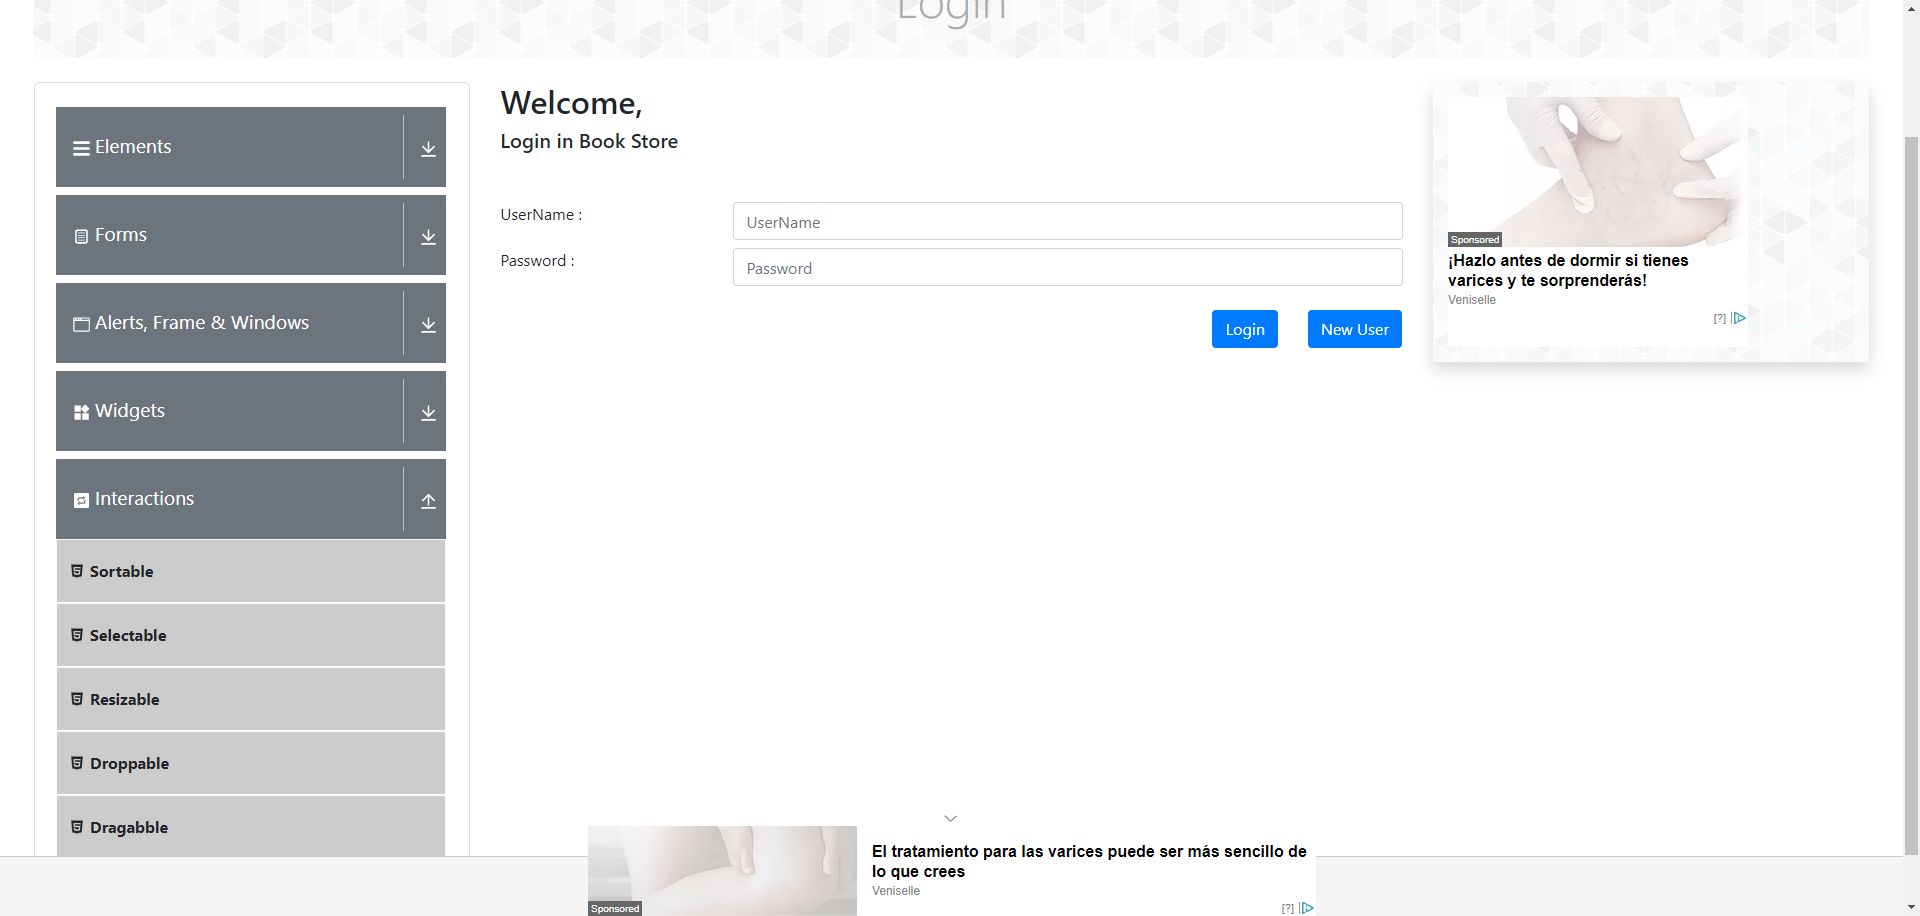 Login
Elements
Forms
Alerts, Frame & Windows
Widgets
Interactions
Sortable
Selectable
Resizable
Droppable
Dragabble
Welcome,
Login in Book Store
UserName :
UserName
Password :
Password
Login
New User
Sponsored
¡Hazlo antes de dormir si tienes
varices y te sorprenderás!
Veniselle
[?]
Sponsored
El tratamiento para las varices puede ser más sencillo de
lo que crees
Veniselle
[?]